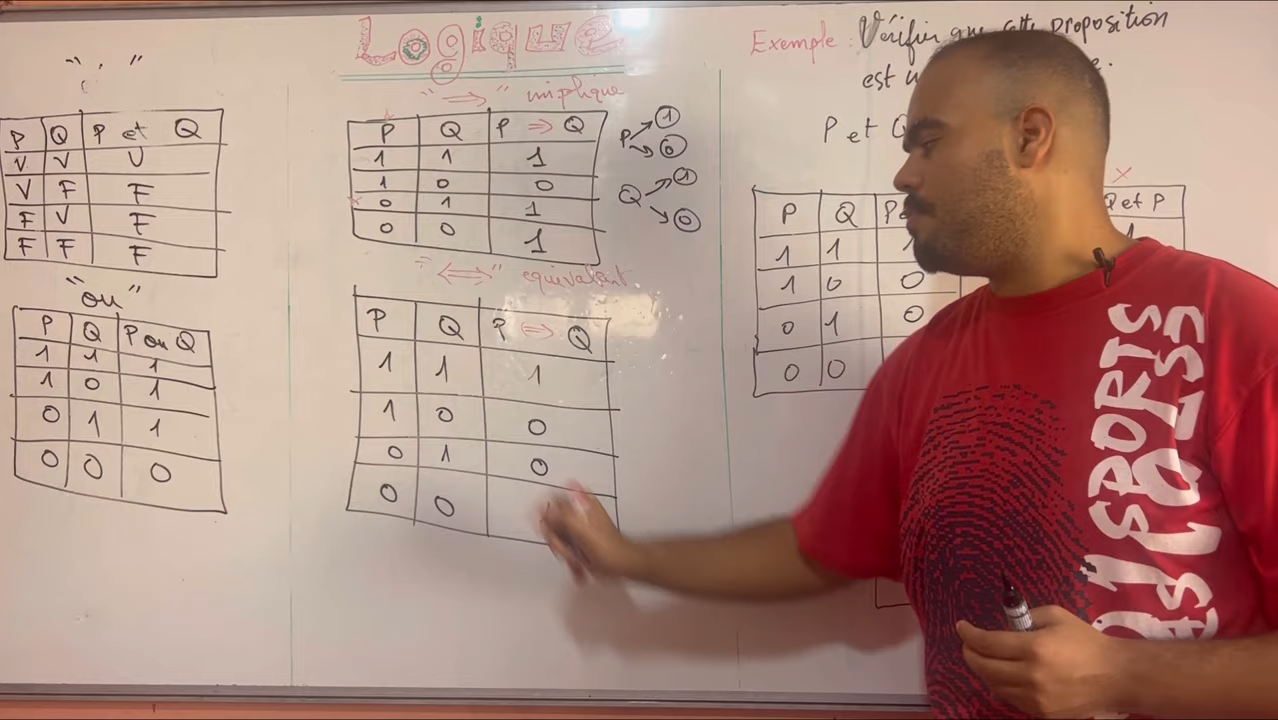 Logique
P Q P et Q
V V V
V F F
F V F
F F F
"ou"
P Q P ou Q
1 1 1
1 0 1
0 1 1
0 0 0
"⇒" implique
P Q P ⇒ Q
1 1 1
1 0 0
0 1 1
0 0 1
P 1
0
Q 1
0
"⇔" equivalent
P Q P ⇔ Q
1 1 1
1 0 0
0 1 0
0 0
Exemple : Vérifier que cette proposition
est
P et Q
P Q Q et P
1 1 1
1 0 0
0 1 0
0 0
SPORTS